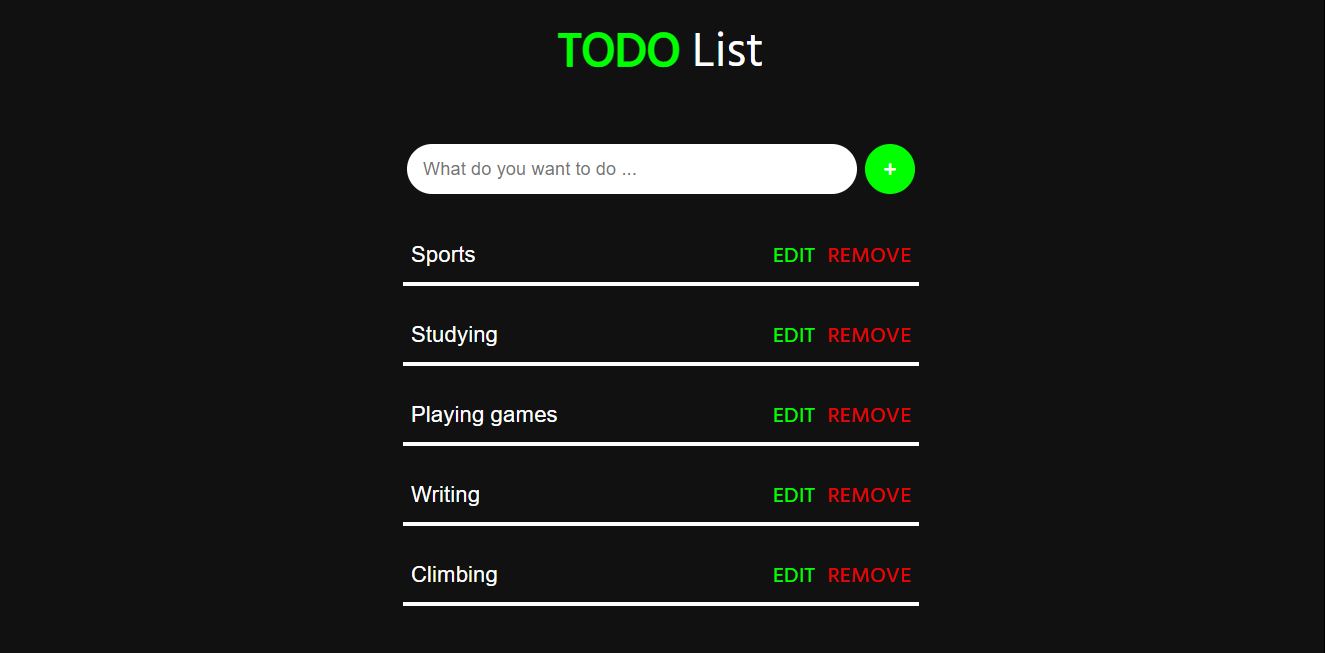 TODO List
What do you want to do ...
+
Sports EDIT REMOVE
Studying EDIT REMOVE
Playing games EDIT REMOVE
Writing EDIT REMOVE
Climbing EDIT REMOVE